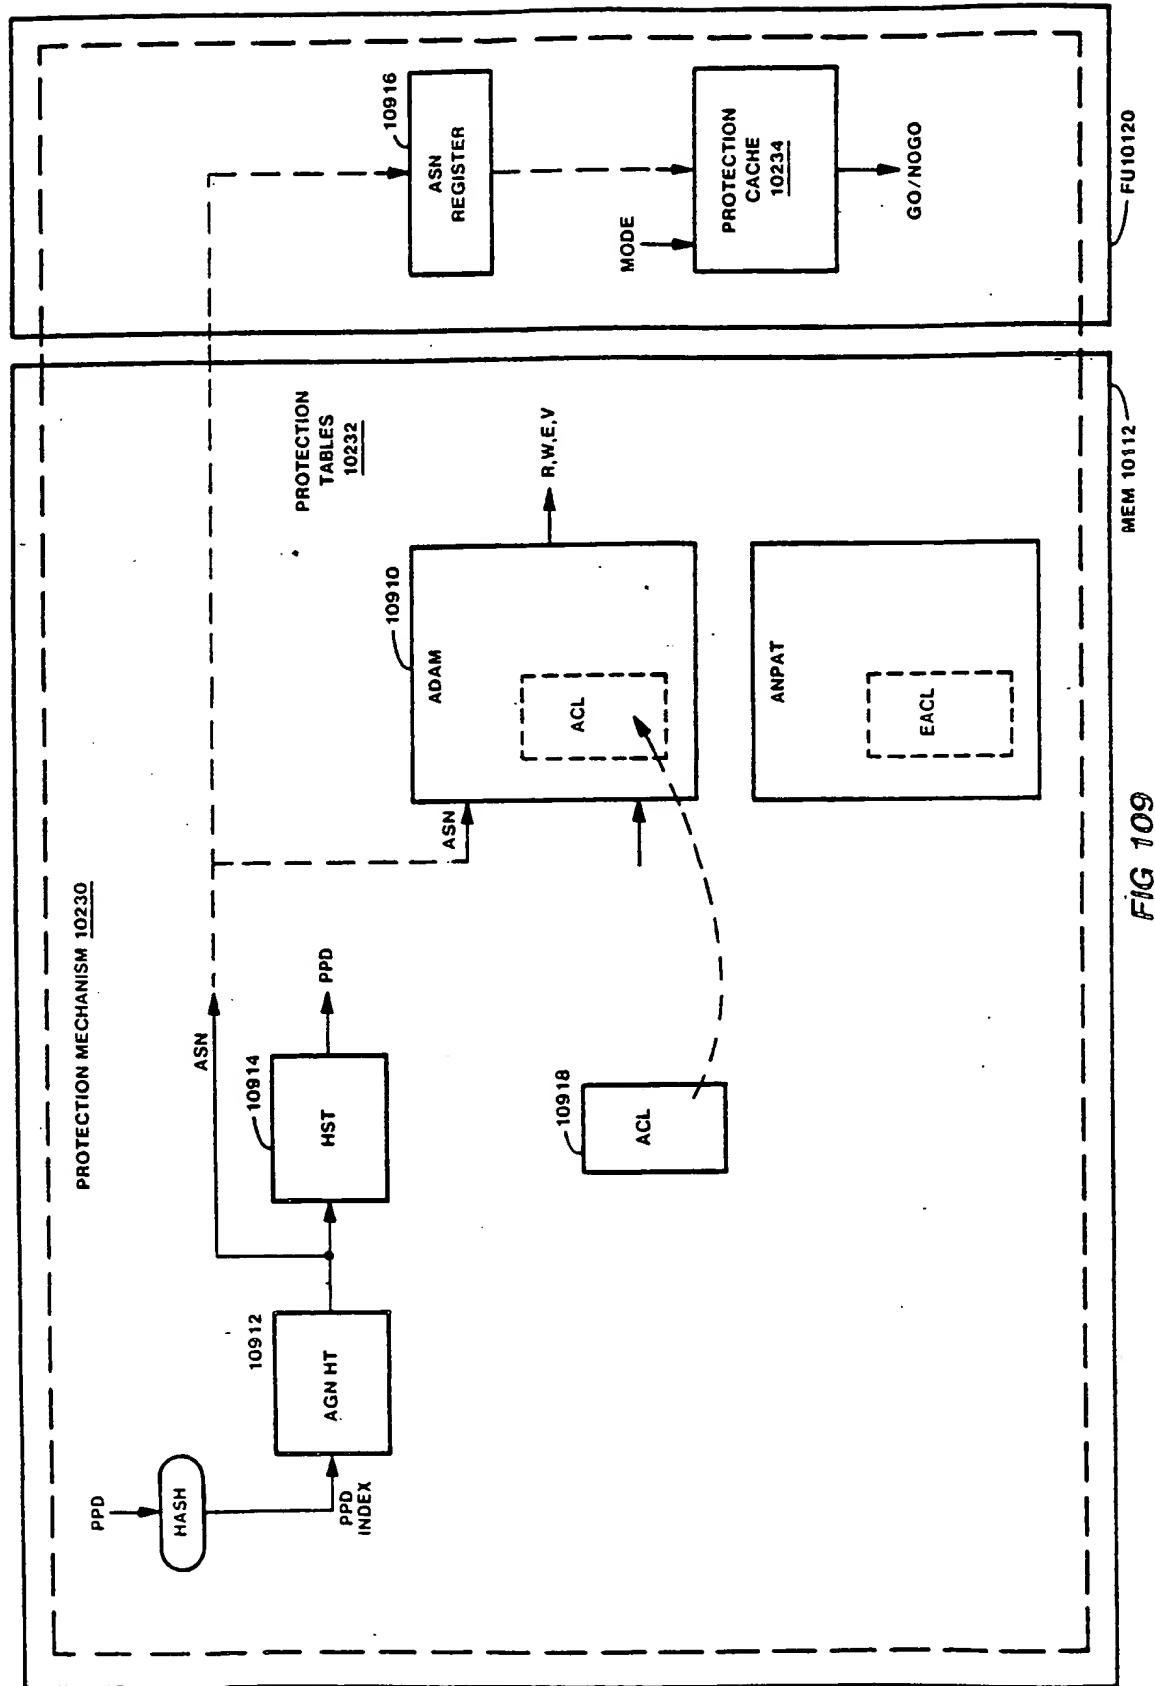 PROTECTION MECHANISM 10230
PPD
HASH
PPD
INDEX
10912
AGN HT
ASN
10914
HST
PPD
10918
ACL
PROTECTION
TABLES
10232
ASN
10910
ADAM
ACL
R,W,E,V
ANPAT
EACL
MEM 10112
10916
ASN
REGISTER
MODE
PROTECTION
CACHE
10234
GO/NOGO
FU10120
FIG 109